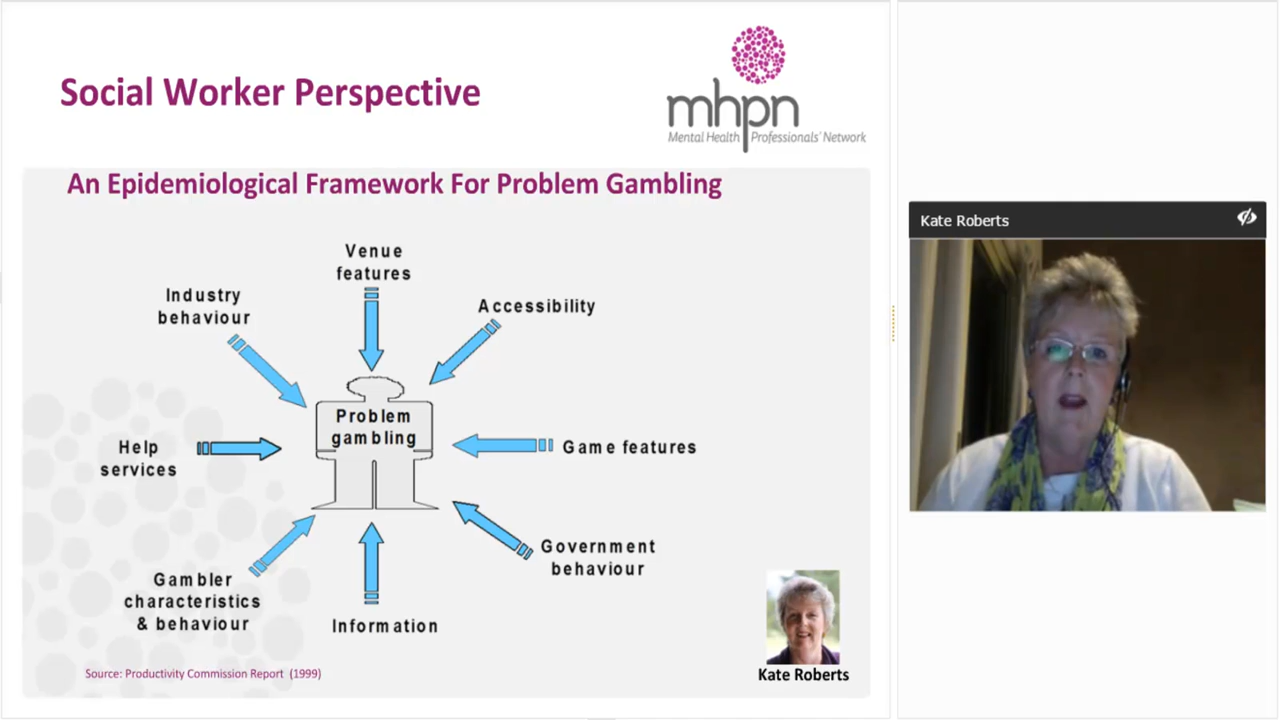 Social Worker Perspective
mhpn
Mental Health Professionals' Network
An Epidemiological Framework For Problem Gambling
Venue
features
Industry
behaviour
Accessibility
Problem
gambling
Help
services
Game features
Government
behaviour
Gambler
characteristics
& behaviour
Information
Source: Productivity Commission Report (1999)
Kate Roberts
Kate Roberts